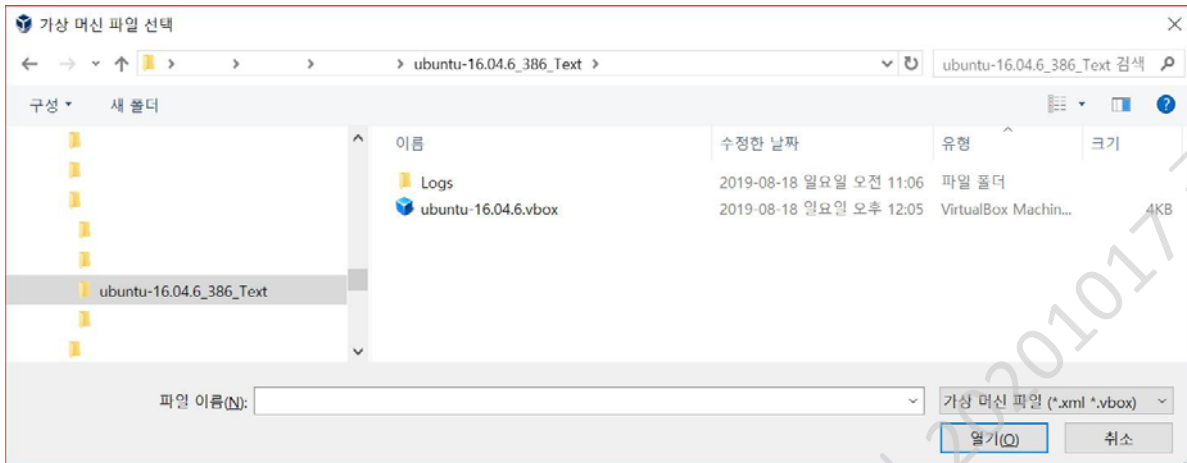 가상 머신 파일 선택
ubuntu-16.04.6_386_Text
ubuntu-16.04.6_386_Text 검색
구성
새 폴더
이름 수정한 날짜 유형 크기
Logs 2019-08-18 일요일 오전 11:06 파일 폴더
ubuntu-16.04.6.vbox 2019-08-18 일요일 오후 12:05 VirtualBox Machin... 4KB
ubuntu-16.04.6_386_Text
파일 이름(N):
가상 머신 파일 (*.xml *.vbox)
열기(O) 취소